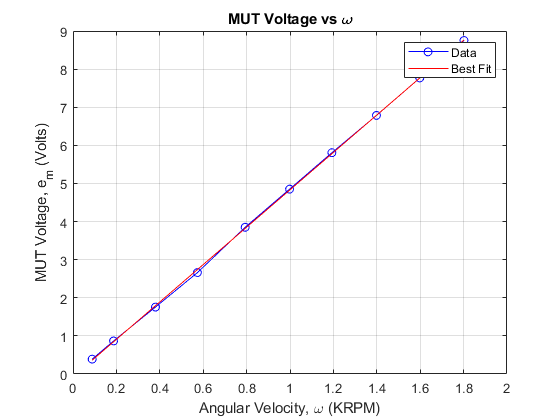 MUT Voltage vs ω
Data
Best Fit
9
8
7
6
5
4
3
2
1
0
MUT Voltage, e_m (Volts)
0 0.2 0.4 0.6 0.8 1 1.2 1.4 1.6 1.8 2
Angular Velocity, ω (KRPM)